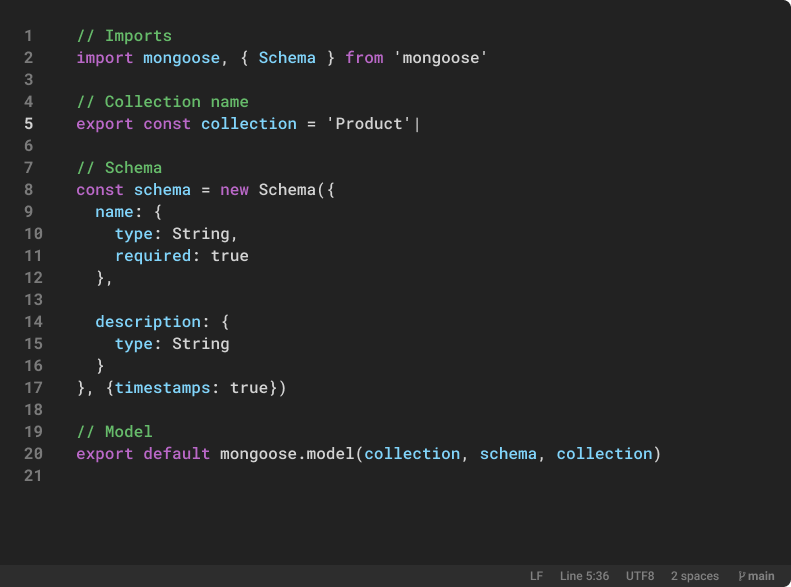 1 // Imports
2 import mongoose, { Schema } from 'mongoose'
3
4 // Collection name
5 export const collection = 'Product'
6
7 // Schema
8 const schema = new Schema({
9   name: {
10     type: String,
11     required: true
12   },
13
14   description: {
15     type: String
16   }
17 }, {timestamps: true})
18
19 // Model
20 export default mongoose.model(collection, schema, collection)
21
LF Line 5:36 UTF8 2 spaces main